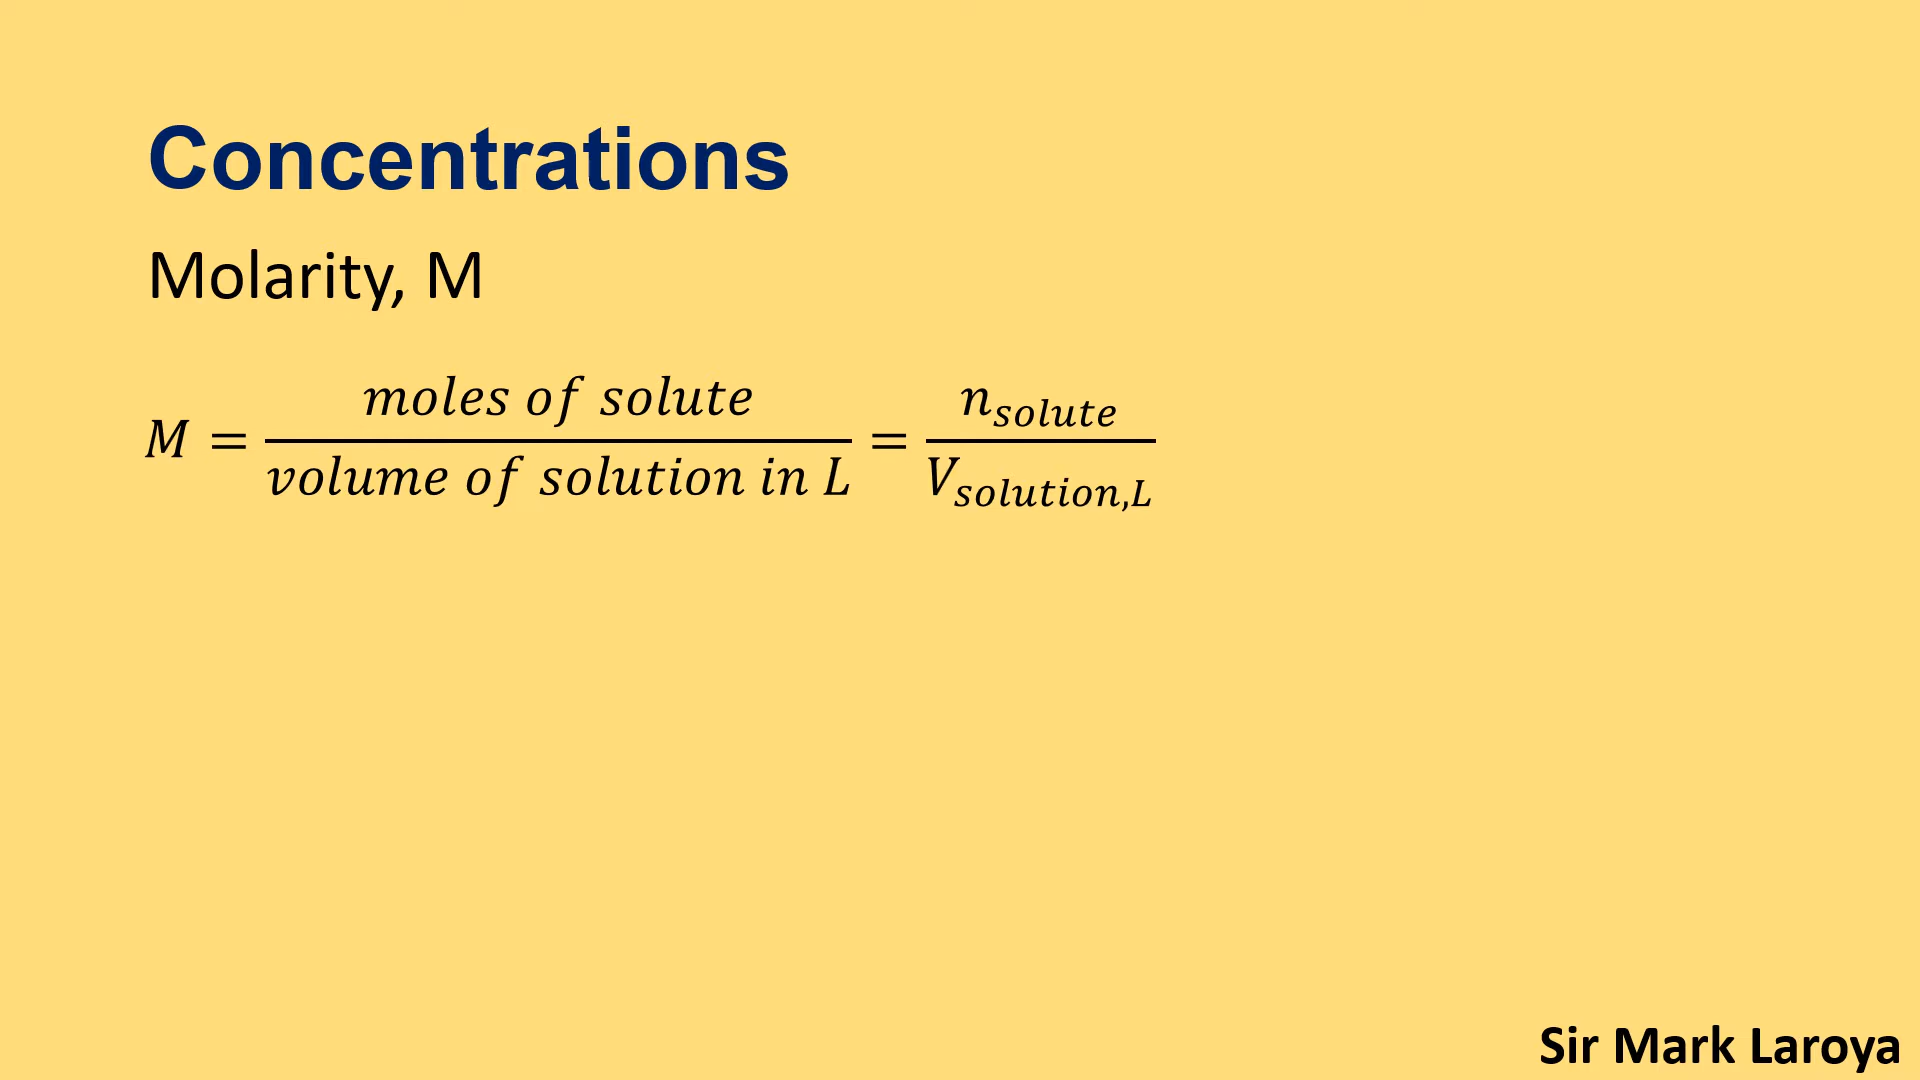 Concentrations
Molarity, M
M = moles of solute / volume of solution in L = n_solute / V_solution,L
Sir Mark Laroya